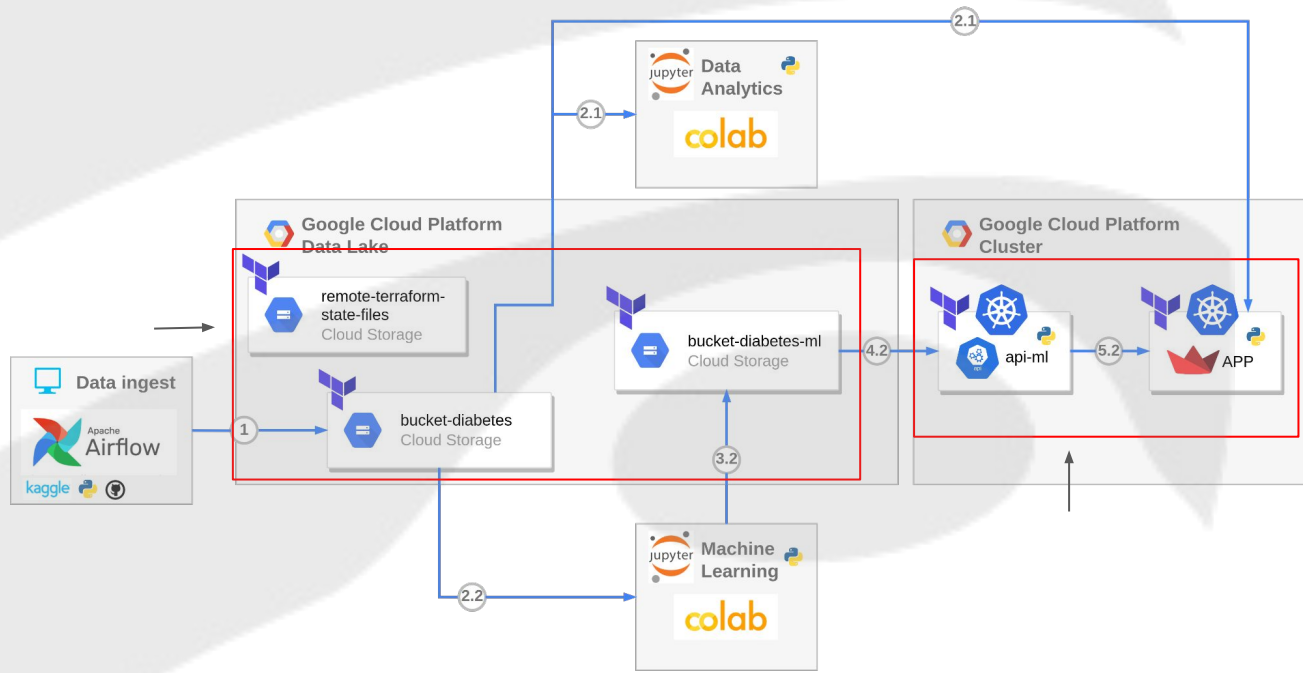 2.1
jupyter
Data
Analytics
2.1
colab
Google Cloud Platform
Data Lake
Google Cloud Platform
Cluster
remote-terraform-
state-files
Cloud Storage
bucket-diabetes-ml
Cloud Storage
4.2
api
api-ml
5.2
APP
Data ingest
Apache
Airflow
kaggle
1
bucket-diabetes
Cloud Storage
3.2
jupyter
Machine
Learning
2.2
colab